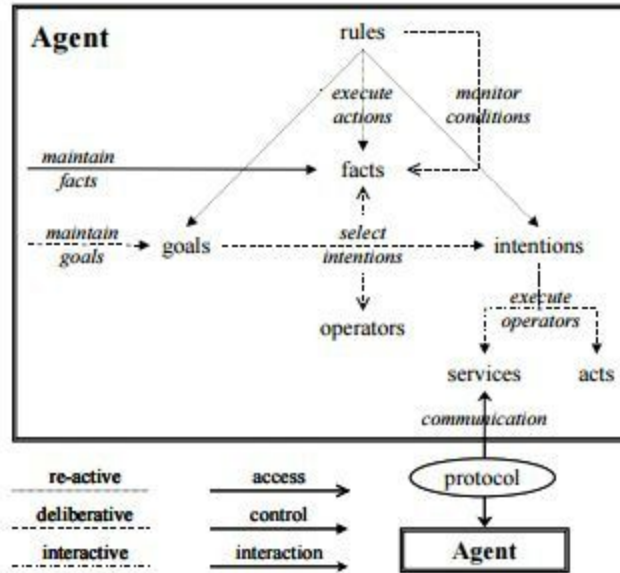 Agent
rules
execute
actions
monitor
conditions
maintain
facts
facts
maintain
goals
goals
select
intentions
intentions
operators
execute
operators
services
acts
communication
re-active
access
protocol
deliberative
control
interactive
interaction
Agent